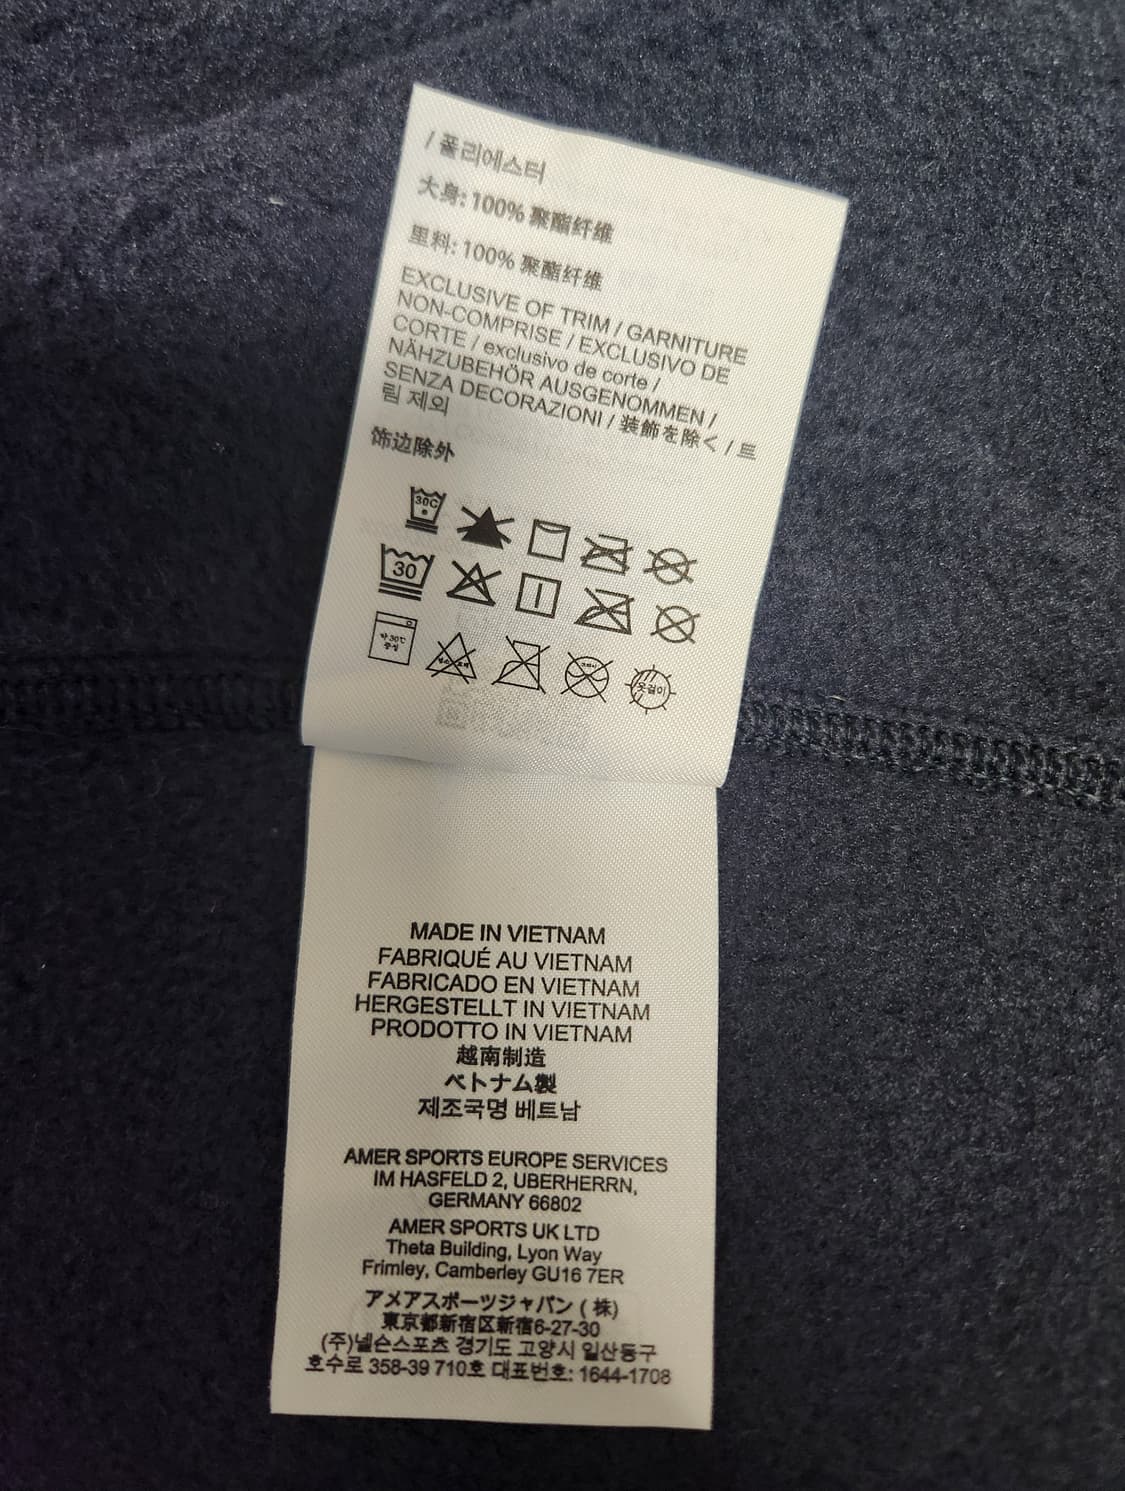 / 폴리에스터
大身: 100% 聚酯纤维
里料: 100% 聚酯纤维
EXCLUSIVE OF TRIM / GARNITURE
NON-COMPRISE / EXCLUSIVO DE
CORTE / exclusivo de corte /
NÄHZUBEHÖR AUSGENOMMEN /
SENZA DECORAZIONI / 装飾を除く / 트
림 제외
饰边除外
30C
30
약 30℃
중성
옷걸이
MADE IN VIETNAM
FABRIQUÉ AU VIETNAM
FABRICADO EN VIETNAM
HERGESTELLT IN VIETNAM
PRODOTTO IN VIETNAM
越南制造
ベトナム製
제조국명 베트남
AMER SPORTS EUROPE SERVICES
IM HASFELD 2, UBERHERRN,
GERMANY 66802
AMER SPORTS UK LTD
Theta Building, Lyon Way
Frimley, Camberley GU16 7ER
アメアスポーツジャパン ( 株)
東京都新宿区新宿6-27-30
(주)넬슨스포츠 경기도 고양시 일산동구
호수로 358-39 710호 대표번호: 1644-1708